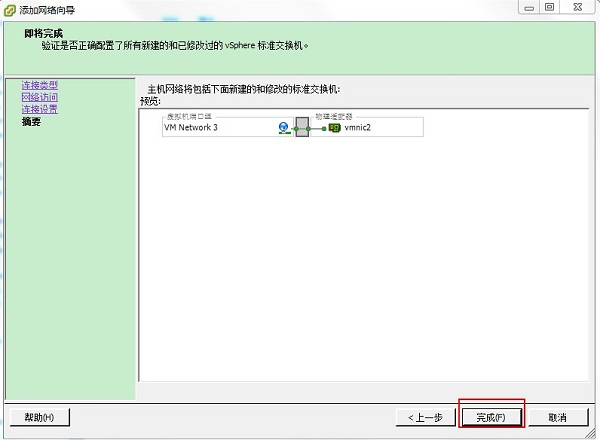 添加网络向导
即将完成
验证是否正确配置了所有新建的和已修改过的 vSphere 标准交换机。
连接类型
网络访问
连接设置
摘要
主机网络将包括下面新建的和修改的标准交换机:
预览:
虚拟机端口组 物理适配器
VM Network 3 vmnic2
帮助(H) < 上一步 完成(F) 取消